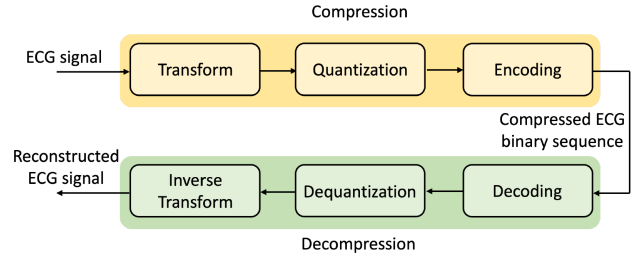 Compression
ECG signal
Transform
Quantization
Encoding
Compressed ECG
binary sequence
Reconstructed
ECG signal
Inverse
Transform
Dequantization
Decoding
Decompression